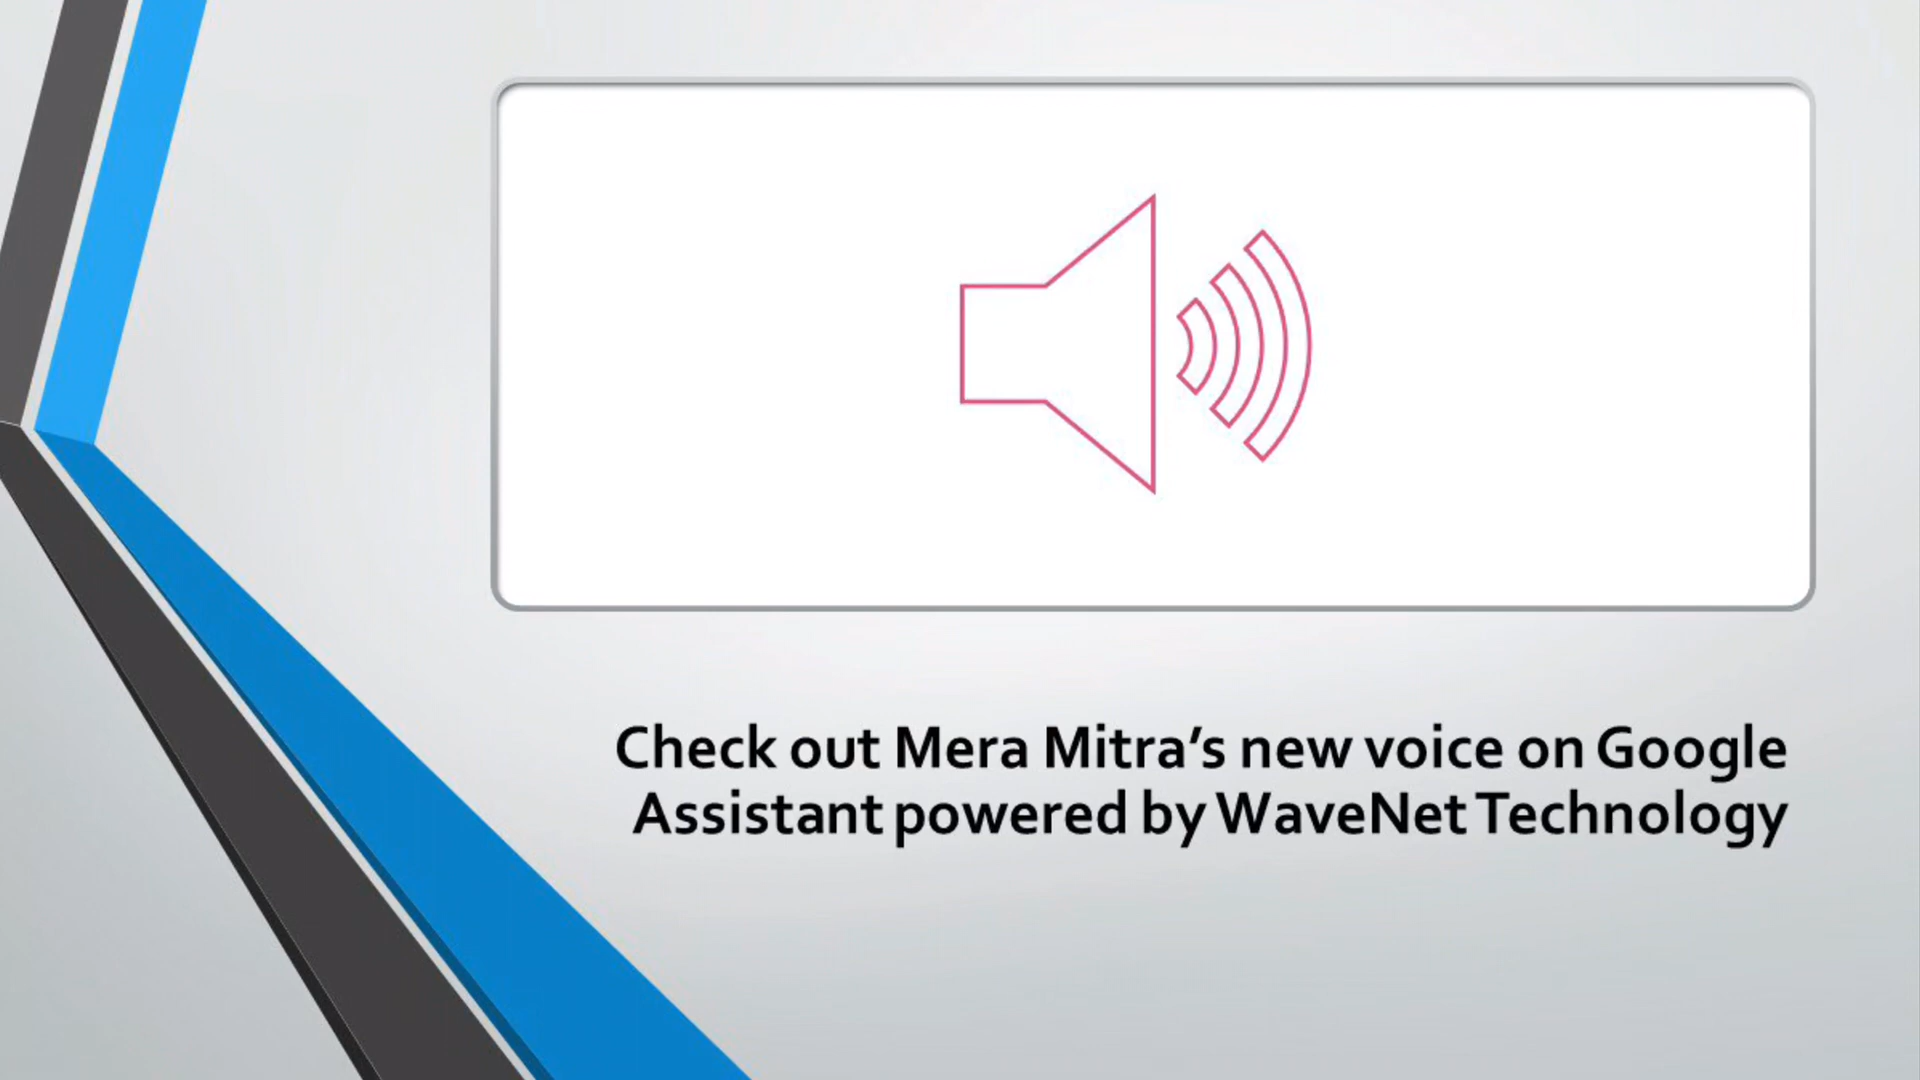 Check out Mera Mitra’s new voice on Google
Assistant powered by WaveNet Technology